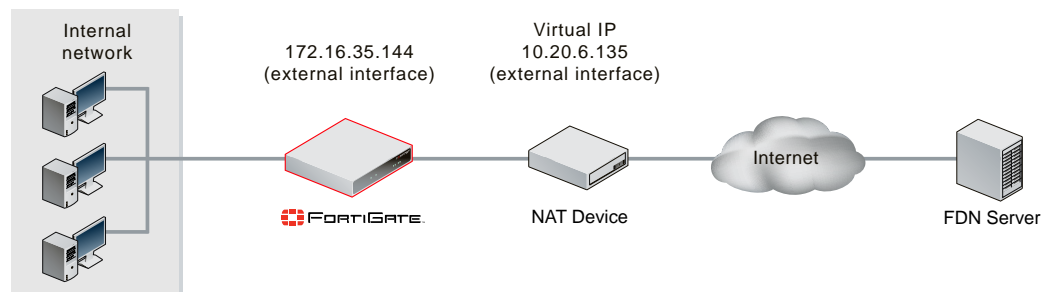 Internal
network
172.16.35.144
(external interface)
Virtual IP
10.20.6.135
(external interface)
Internet
FORTIGATE
NAT Device
FDN Server